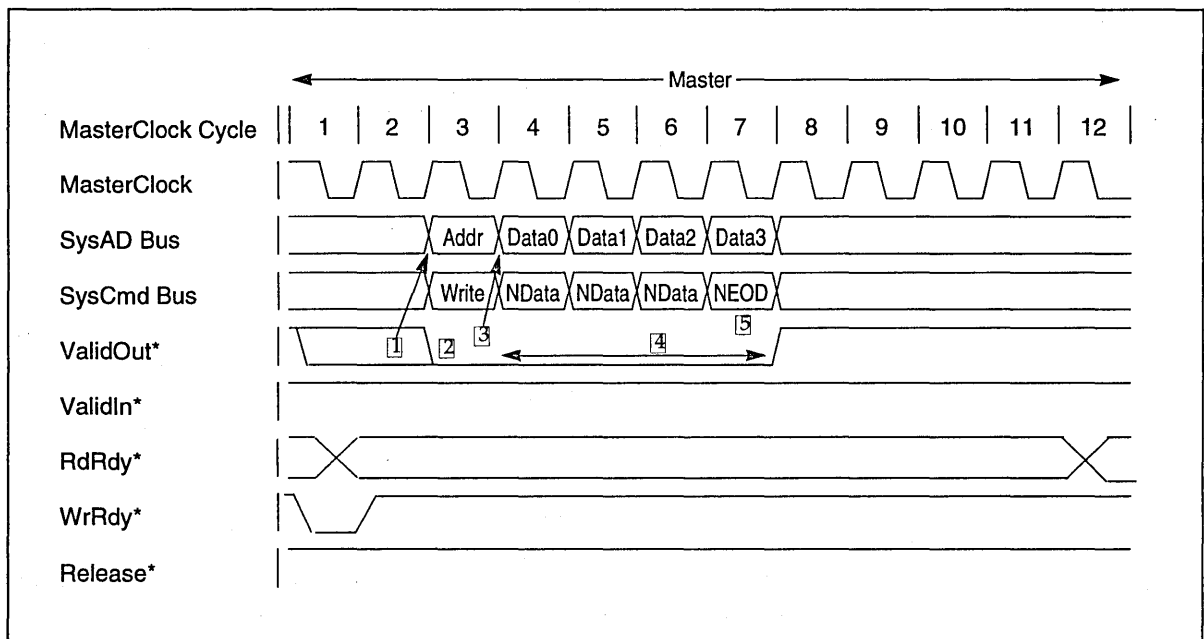 Master
MasterClock Cycle 1 2 3 4 5 6 7 8 9 10 11 12
MasterClock
SysAD Bus Addr Data0 Data1 Data2 Data3
SysCmd Bus Write NData NData NData NEOD
ValidOut* 1 2 3 4 5
ValidIn*
RdRdy*
WrRdy*
Release*